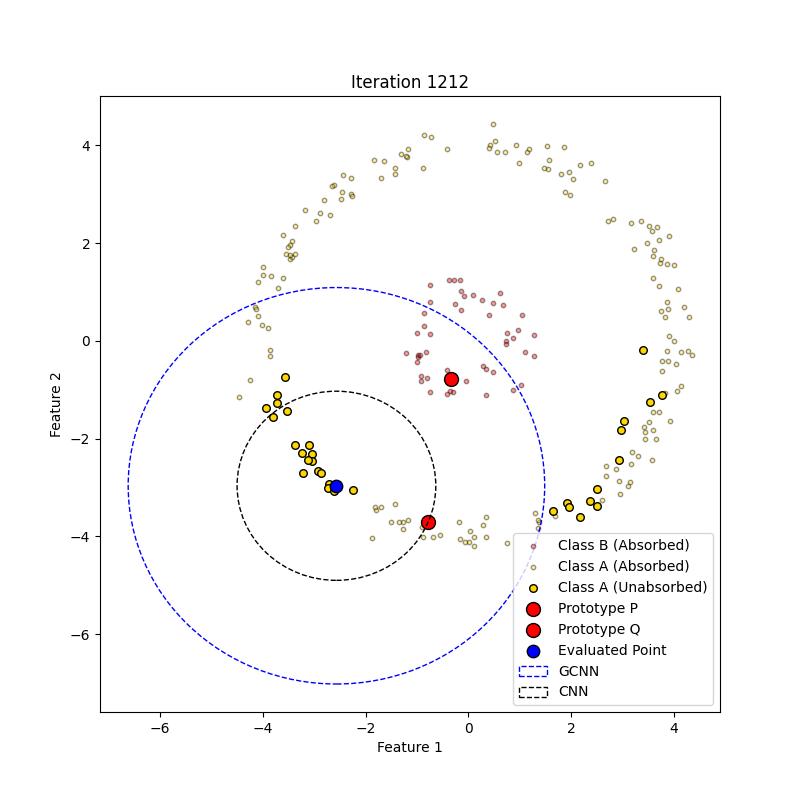 Iteration 1212
Feature 2
4
2
0
−2
−4
−6
Class B (Absorbed)
Class A (Absorbed)
Class A (Unabsorbed)
Prototype P
Prototype Q
Evaluated Point
GCNN
CNN
−6 −4 −2 0 2 4
Feature 1